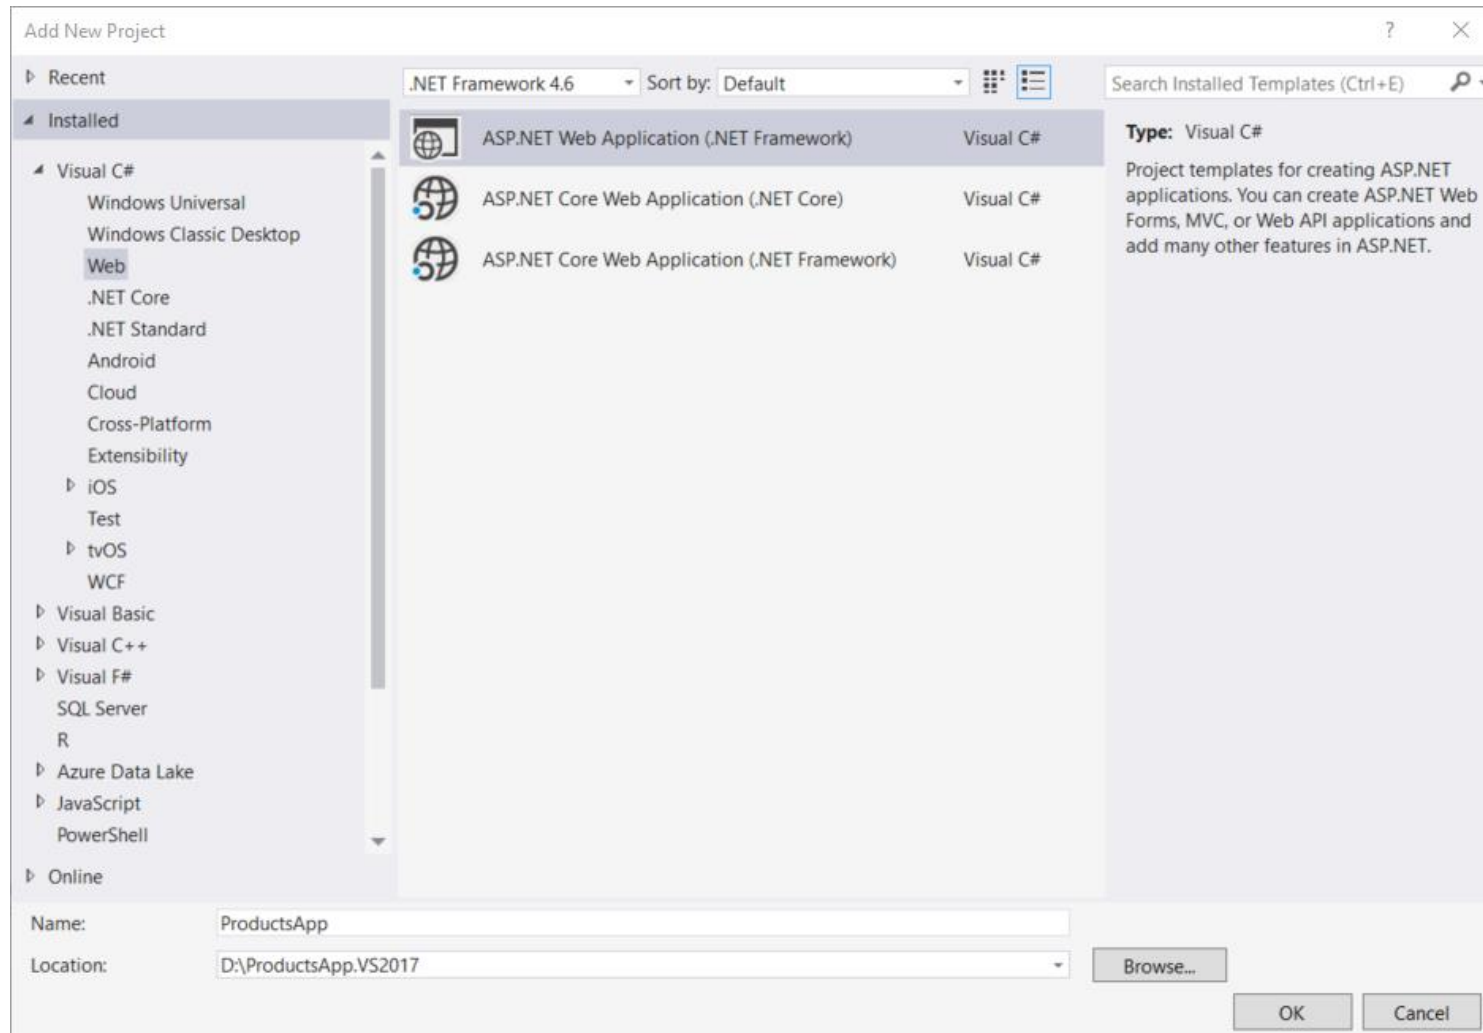 Add New Project
?
Recent
Installed
Visual C#
Windows Universal
Windows Classic Desktop
Web
.NET Core
.NET Standard
Android
Cloud
Cross-Platform
Extensibility
iOS
Test
tvOS
WCF
Visual Basic
Visual C++
Visual F#
SQL Server
R
Azure Data Lake
JavaScript
PowerShell
Online
.NET Framework 4.6 Sort by: Default
ASP.NET Web Application (.NET Framework) Visual C#
ASP.NET Core Web Application (.NET Core) Visual C#
ASP.NET Core Web Application (.NET Framework) Visual C#
Search Installed Templates (Ctrl+E)
Type: Visual C#
Project templates for creating ASP.NET
applications. You can create ASP.NET Web
Forms, MVC, or Web API applications and
add many other features in ASP.NET.
Name: ProductsApp
Location: D:\ProductsApp.VS2017 Browse...
OK Cancel